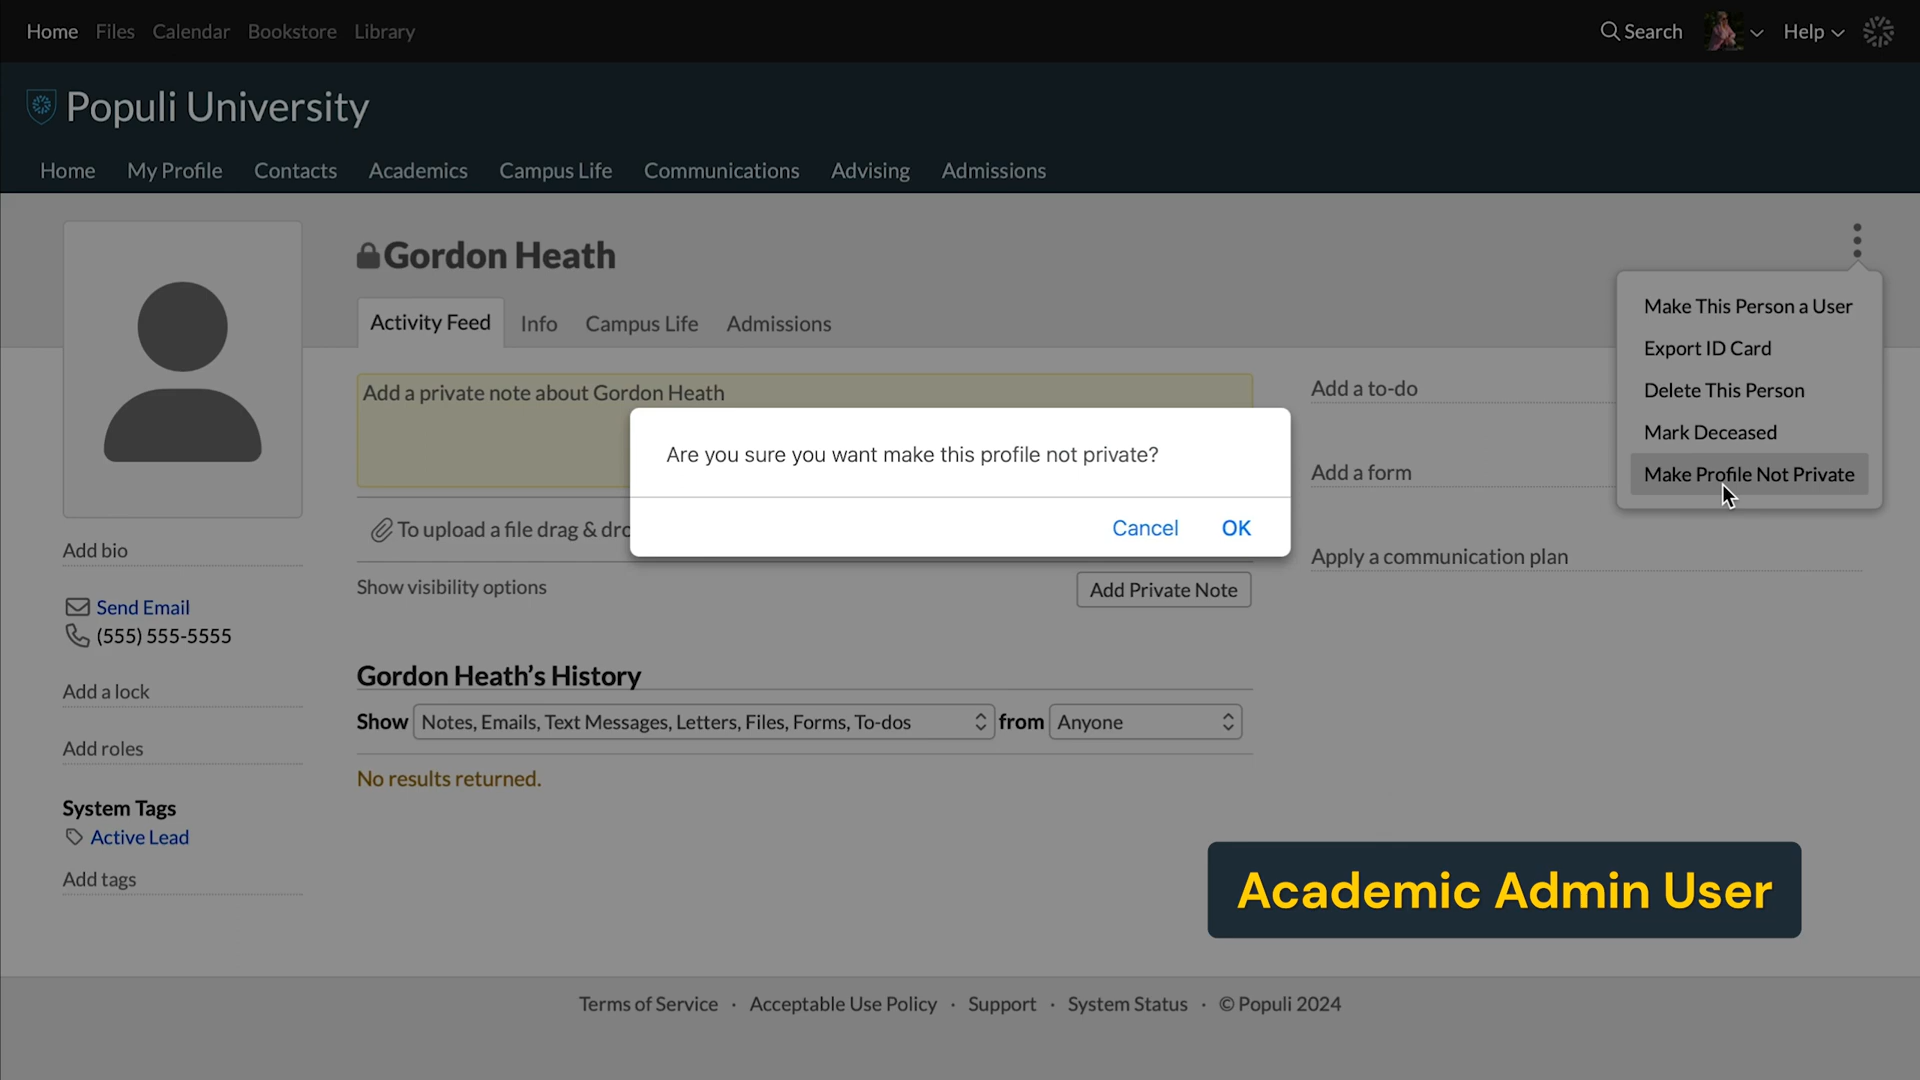 Home Files Calendar Bookstore Library
Search Help
Populi University
Home My Profile Contacts Academics Campus Life Communications Advising Admissions
Gordon Heath
Activity Feed Info Campus Life Admissions
Make This Person a User
Export ID Card
Delete This Person
Mark Deceased
Make Profile Not Private
Add a private note about Gordon Heath
Add a to-do
Are you sure you want make this profile not private?
Add a form
Cancel OK
To upload a file drag & dro
Apply a communication plan
Show visibility options
Add Private Note
Add bio
Send Email
(555) 555-5555
Add a lock
Add roles
System Tags
Active Lead
Add tags
Gordon Heath’s History
Show Notes, Emails, Text Messages, Letters, Files, Forms, To-dos from Anyone
No results returned.
Academic Admin User
Terms of Service · Acceptable Use Policy · Support · System Status · © Populi 2024